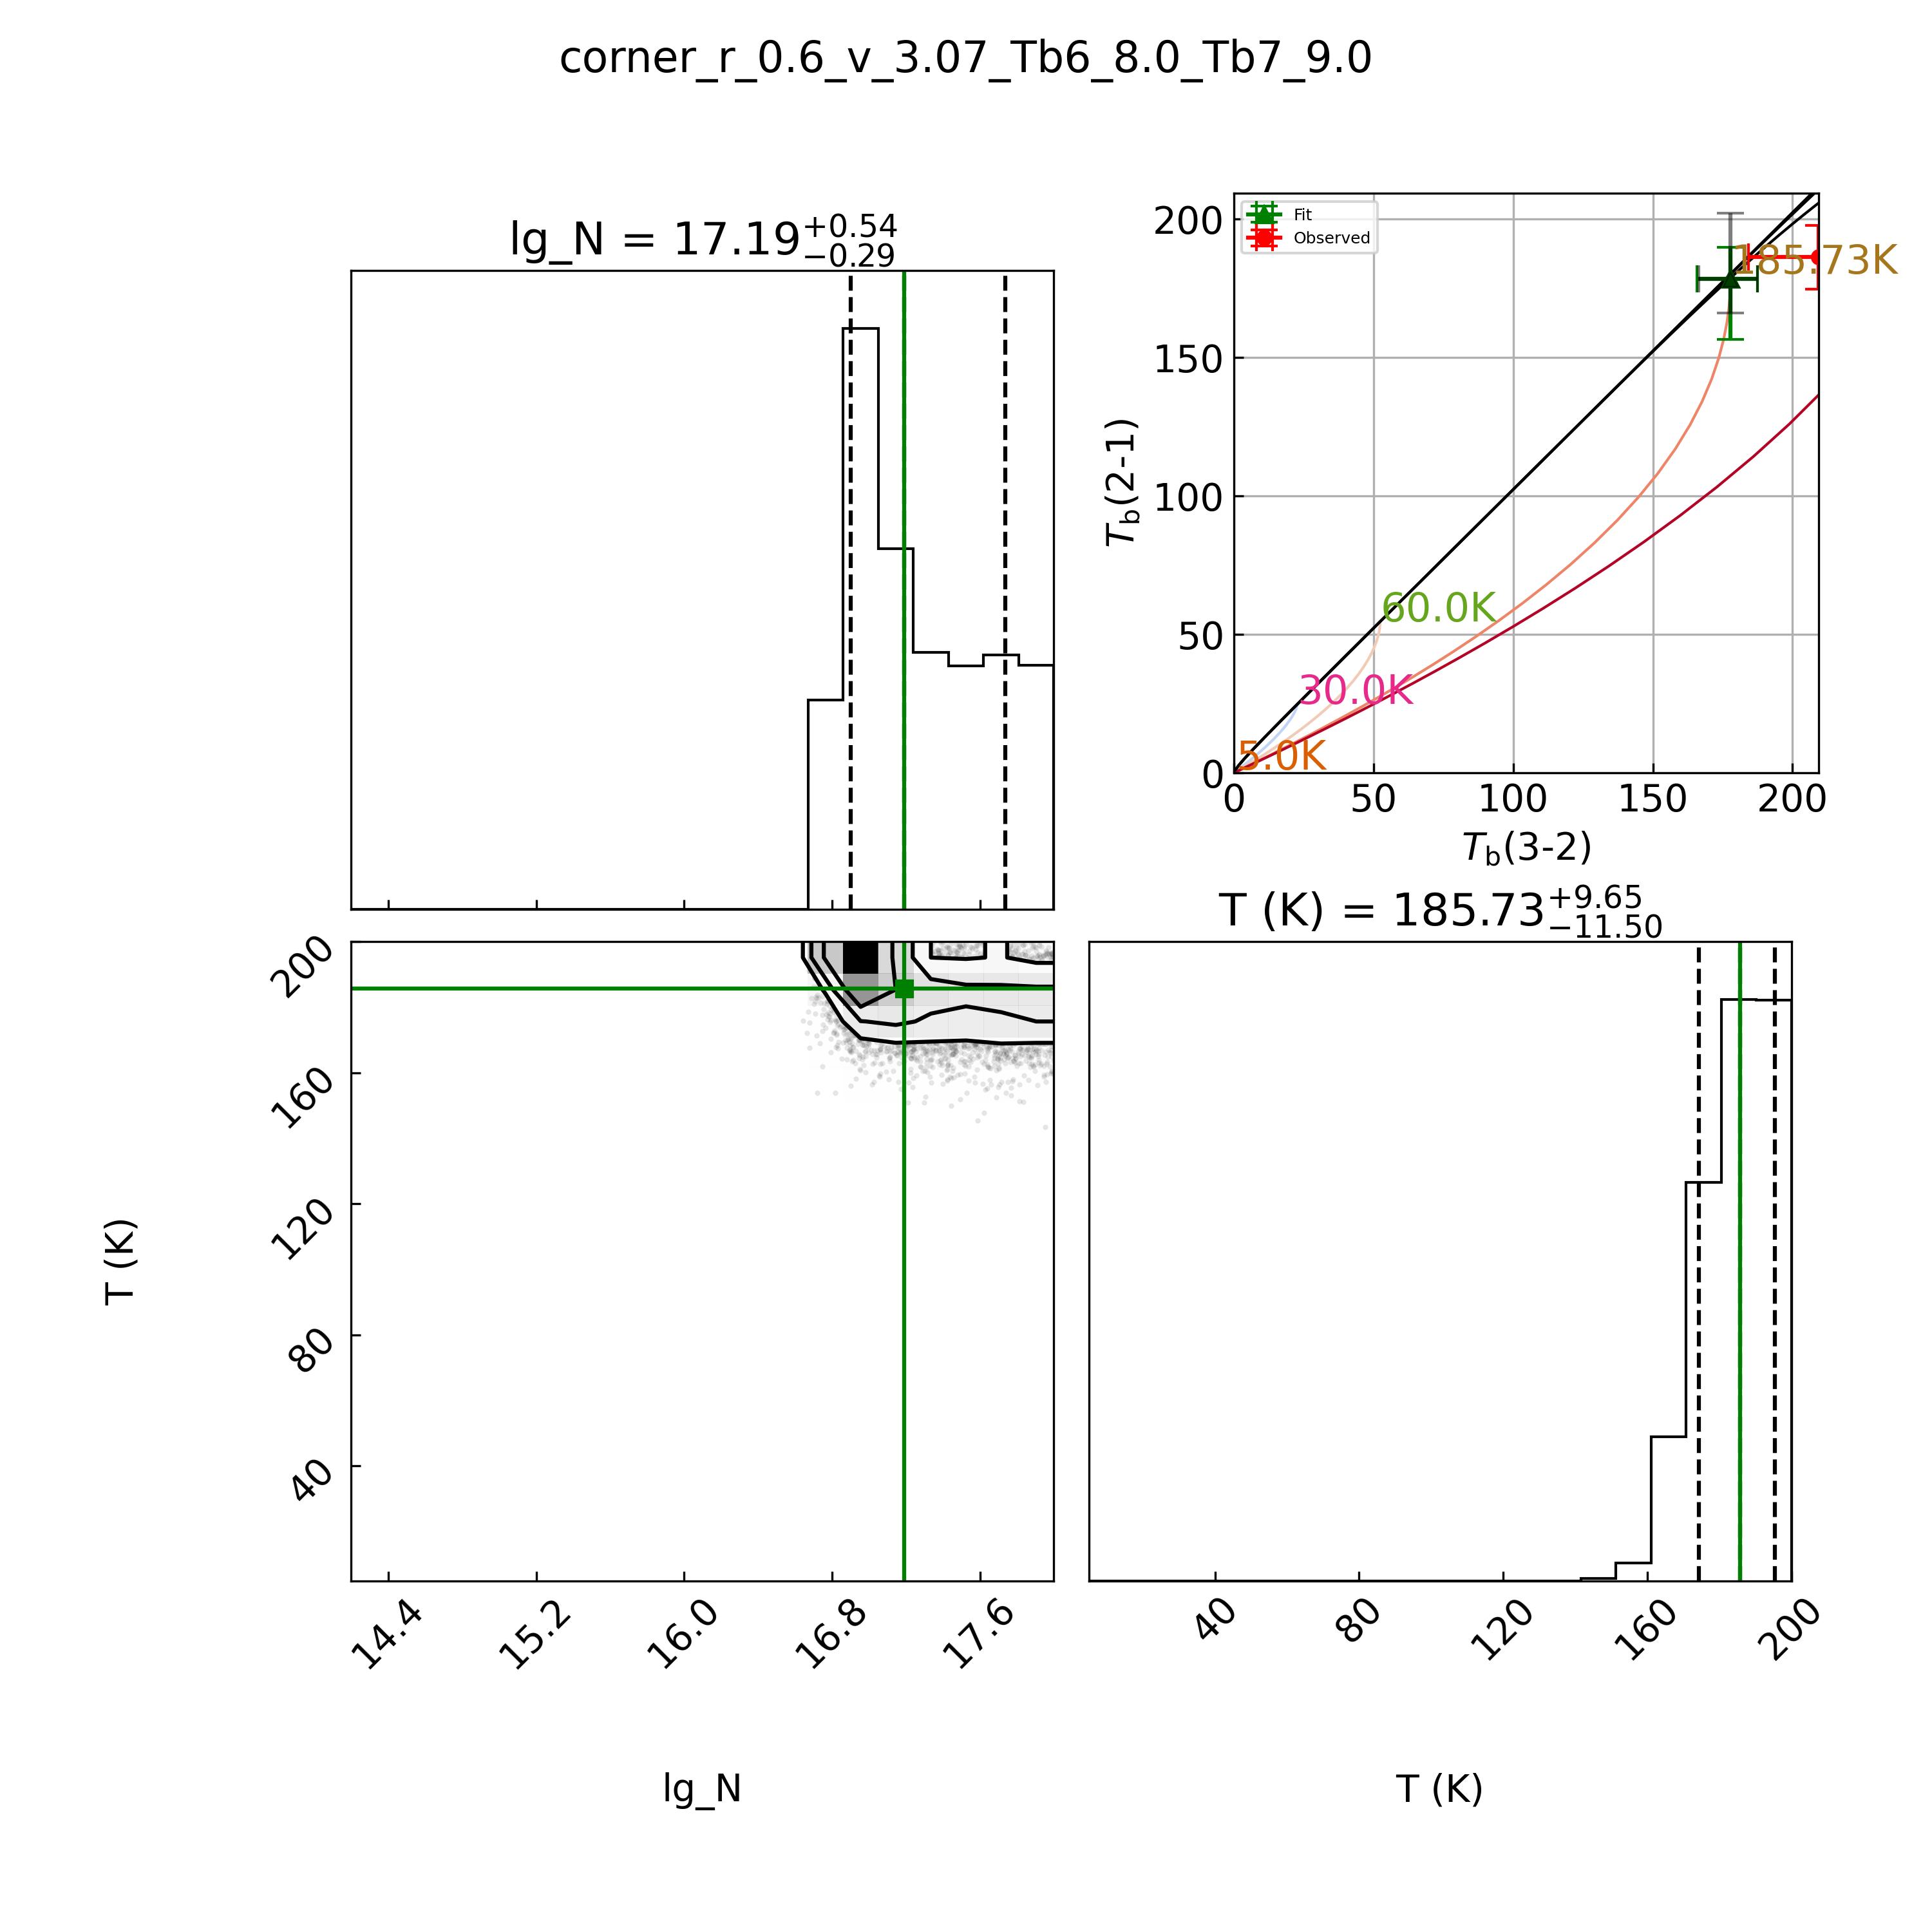 corner_r_0.6_v_3.07_Tb6_8.0_Tb7_9.0
lg_N = 17.19+0.54−0.29
200
150
100
50
0
Tb(2-1)
Fit
Observed
185.73K
60.0K
30.0K
5.0K
0 50 100 150 200
Tb(3-2)
T (K) = 185.73+9.65−11.50
200
160
120
80
40
T (K)
14.4 15.2 16.0 16.8 17.6
lg_N
40 80 120 160 200
T (K)